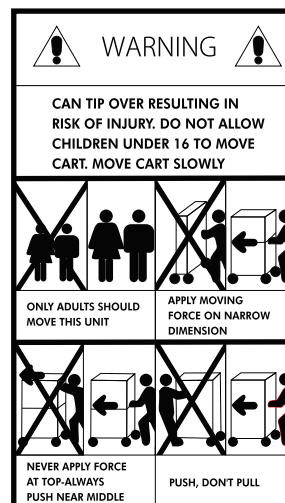 WARNING
CAN TIP OVER RESULTING IN
RISK OF INJURY. DO NOT ALLOW
CHILDREN UNDER 16 TO MOVE
CART. MOVE CART SLOWLY
ONLY ADULTS SHOULD
MOVE THIS UNIT
APPLY MOVING
FORCE ON NARROW
DIMENSION
NEVER APPLY FORCE
AT TOP-ALWAYS
PUSH NEAR MIDDLE
PUSH, DON'T PULL